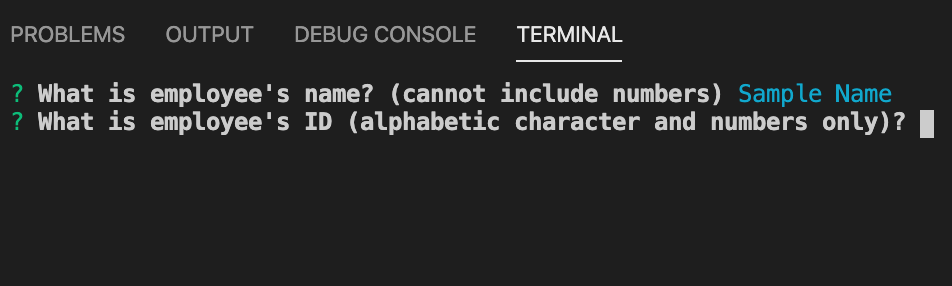 PROBLEMS OUTPUT DEBUG CONSOLE TERMINAL
? What is employee's name? (cannot include numbers) Sample Name
? What is employee's ID (alphabetic character and numbers only)?